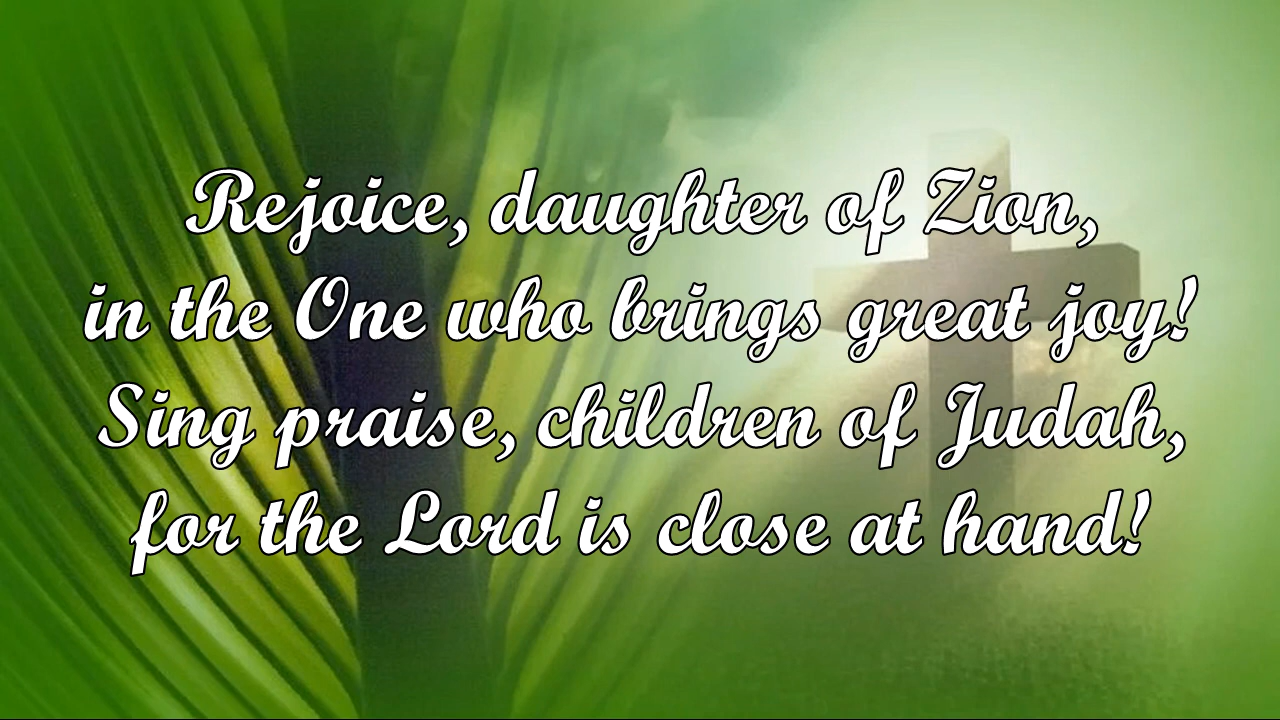 Rejoice, daughter of Zion,
in the One who brings great joy!
Sing praise, children of Judah,
for the Lord is close at hand!